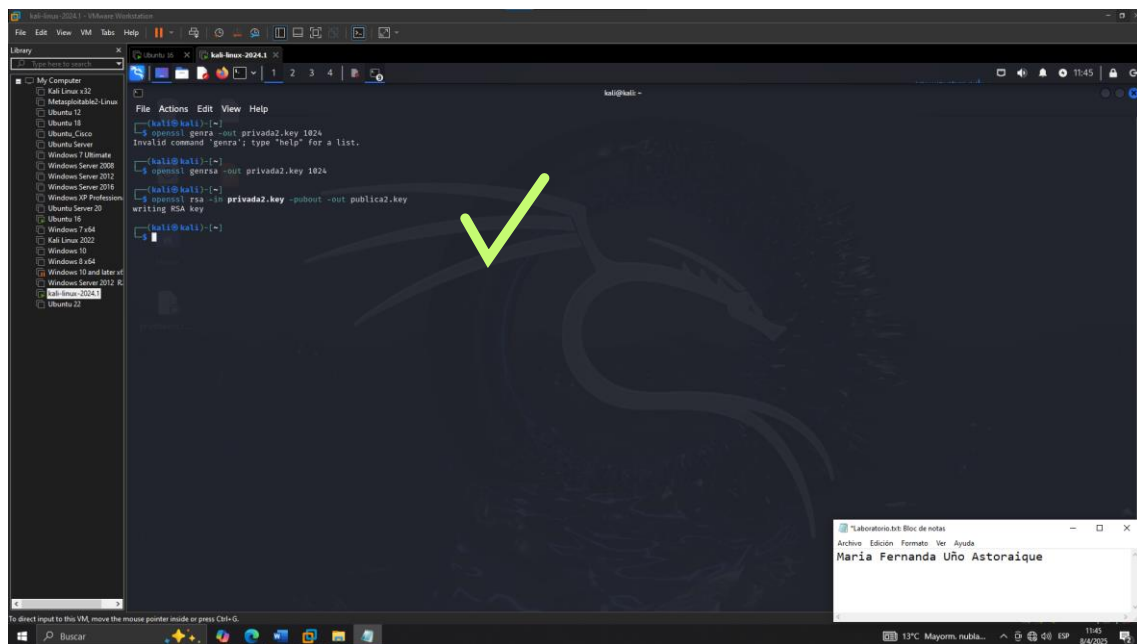 kali-linux-2024.1 - VMware Workstation
File Edit View VM Tabs Help
Library
Type here to search
My Computer
Kali Linux x32
Metasploitable2-Linux
Ubuntu 12
Ubuntu 18
Ubuntu_Cisco
Ubuntu Server
Windows 7 Ultimate
Windows Server 2008
Windows Server 2012
Windows Server 2016
Windows XP Profession
Ubuntu Server 20
Ubuntu 16
Windows 7 x64
Kali Linux 2022
Windows 10
Windows 8 x64
Windows 10 and later x6
Windows Server 2012 R
kali-linux-2024.1
Ubuntu 22
Ubuntu 16 kali-linux-2024.1
1 2 3 4 11:45
kali@kali: ~
File Actions Edit View Help
(kali㉿kali)-[~]
$ openssl genra -out privada2.key 1024
Invalid command 'genra'; type "help" for a list.
(kali㉿kali)-[~]
$ openssl genrsa -out privada2.key 1024
(kali㉿kali)-[~]
$ openssl rsa -in privada2.key -pubout -out publica2.key
writing RSA key
(kali㉿kali)-[~]
$
*Laboratorio.txt: Bloc de notas
Archivo Edición Formato Ver Ayuda
Maria Fernanda Uño Astoraique
To direct input to this VM, move the mouse pointer inside or press Ctrl+G.
Buscar
13°C Mayorm. nubla... ESP 11:45
8/4/2025